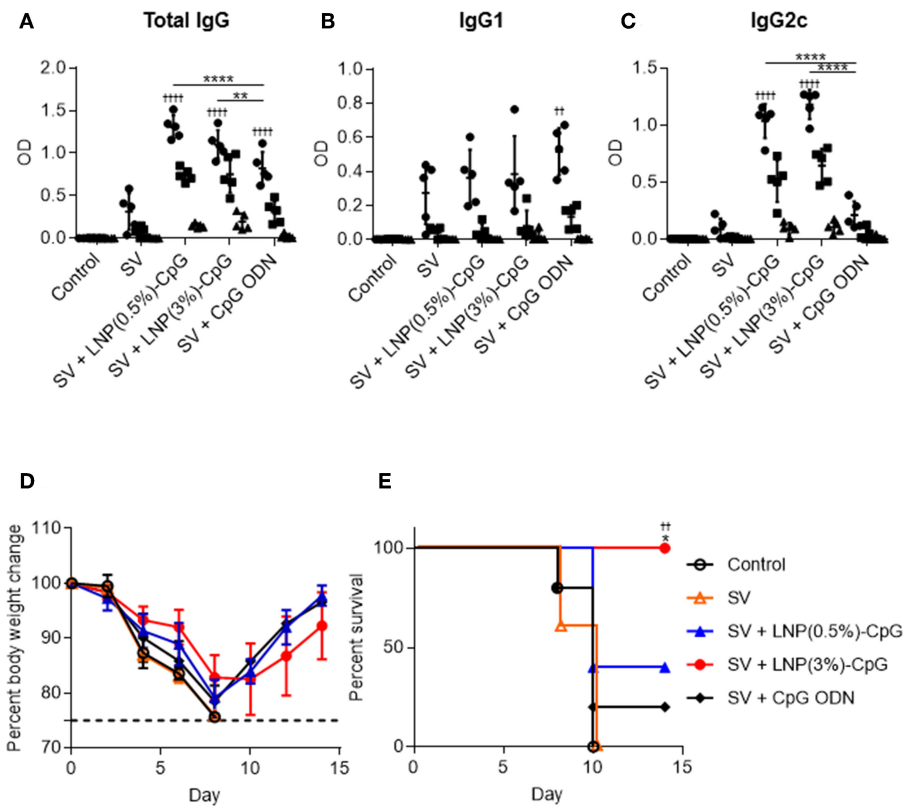 A Total IgG
OD
2.0
1.5
1.0
0.5
0.0
****
**
††††
††††
††††
Control
SV
SV + LNP(0.5%)-CpG
SV + LNP(3%)-CpG
SV + CpG ODN
B IgG1
OD
1.0
0.8
0.6
0.4
0.2
0.0
††
Control
SV
SV + LNP(0.5%)-CpG
SV + LNP(3%)-CpG
SV + CpG ODN
C IgG2c
OD
1.5
1.0
0.5
0.0
****
****
††††
††††
Control
SV
SV + LNP(0.5%)-CpG
SV + LNP(3%)-CpG
SV + CpG ODN
D
Percent body weight change
110
100
90
80
70
0 5 10 15
Day
E
Percent survival
100
50
0
0 5 10 15
Day
††
*
Control
SV
SV + LNP(0.5%)-CpG
SV + LNP(3%)-CpG
SV + CpG ODN